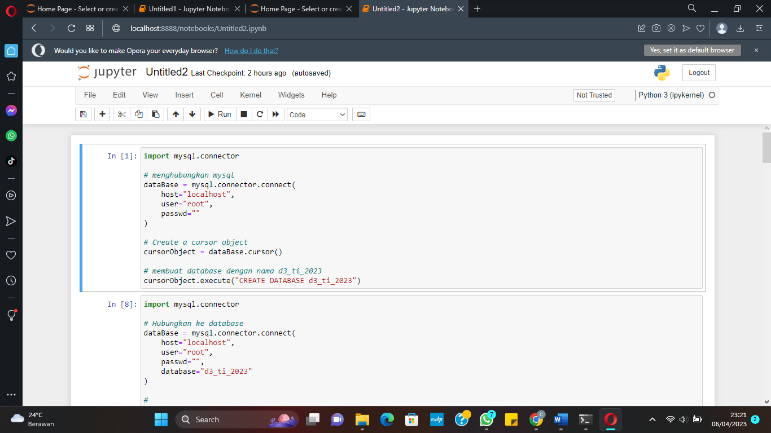 Home Page - Select or crea
Untitled1 - Jupyter Notebo
Home Page - Select or crea
Untitled2 - Jupyter Notebo
localhost:8888/notebooks/Untitled2.ipynb
Would you like to make Opera your everyday browser? How do I do that?
Yes, set it as default browser
jupyter Untitled2 Last Checkpoint: 2 hours ago (autosaved)
Logout
File Edit View Insert Cell Kernel Widgets Help
Not Trusted
Python 3 (ipykernel)
Run
Code
In [1]: import mysql.connector
# menghubungkan mysql
dataBase = mysql.connector.connect(
host="localhost",
user="root",
passwd=""
)
# Create a cursor object
cursorObject = dataBase.cursor()
# membuat database dengan nama d3_ti_2023
cursorObject.execute("CREATE DATABASE d3_ti_2023")
In [8]: import mysql.connector
# Hubungkan ke database
dataBase = mysql.connector.connect(
host="localhost",
user="root",
passwd="",
database="d3_ti_2023"
)
#
24°C
Berawan
Search
7
23:21
08/04/2023
2